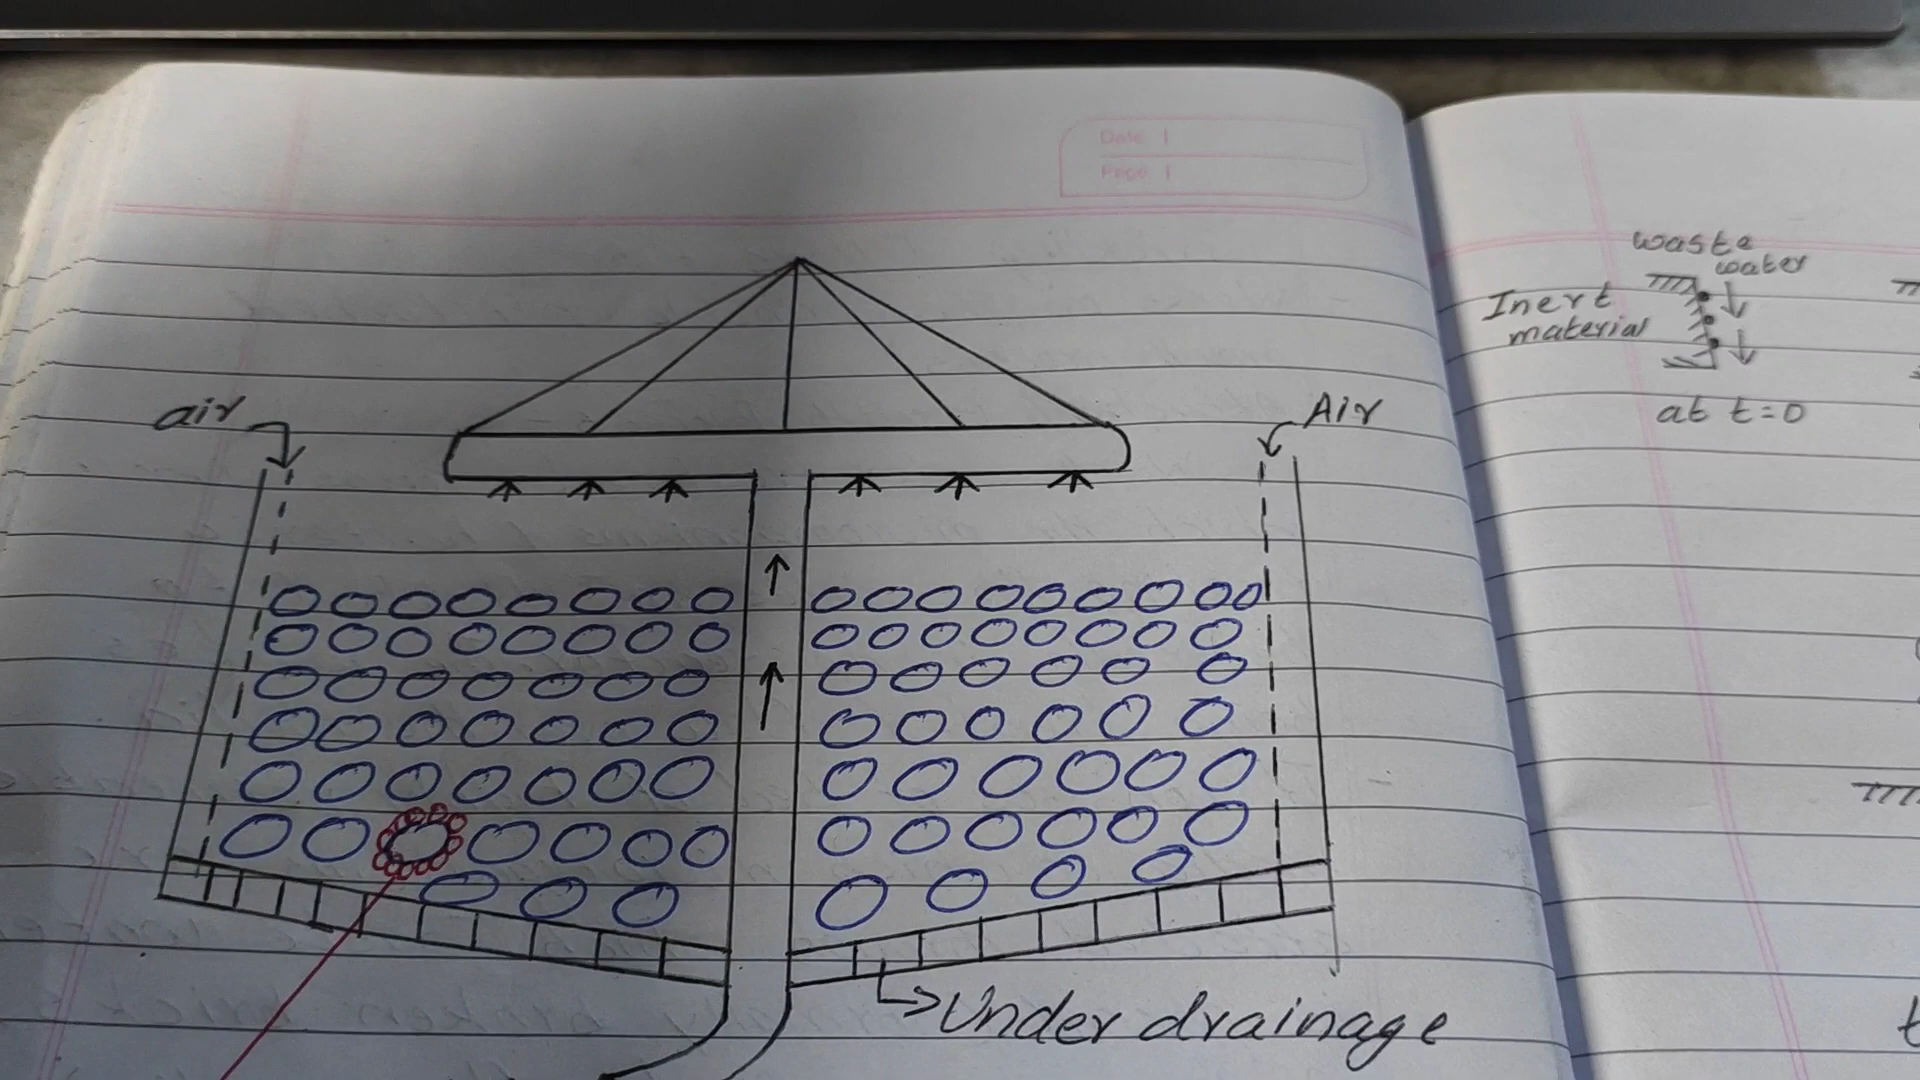 Date
Page
air
Air
Under drainage
waste
water
Inert
material
at t=0